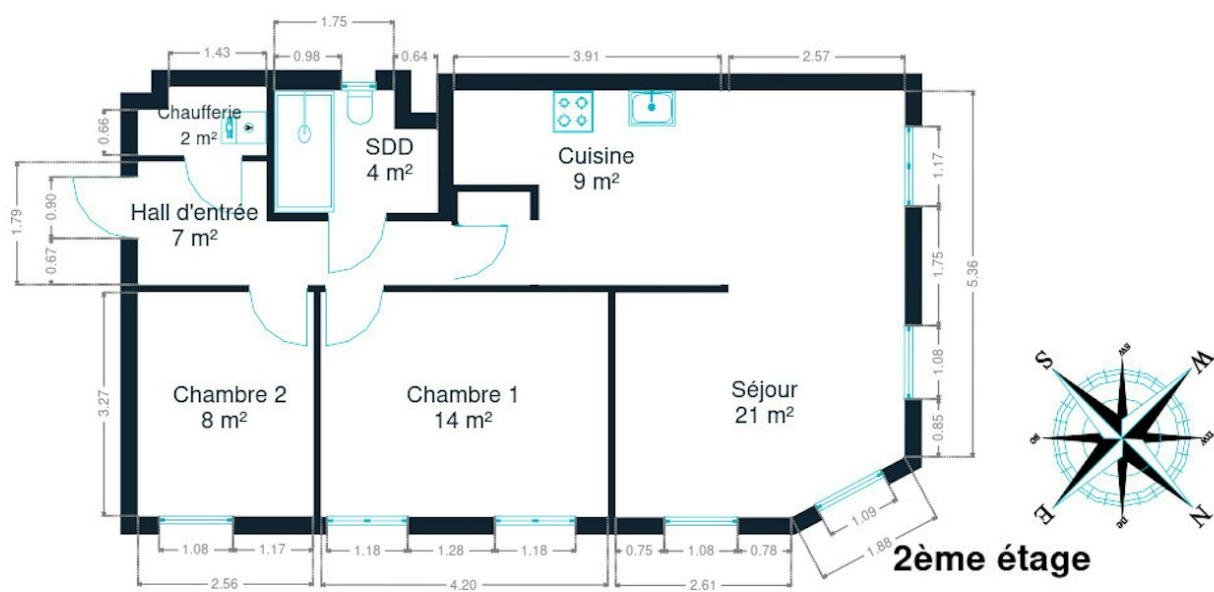 1.75
1.43
0.98
0.64
3.91
2.57
Chaufferie
2 m²
0.66
SDD
4 m²
Cuisine
9 m²
1.17
1.79
0.90
0.67
Hall d'entrée
7 m²
1.75
5.36
3.27
Chambre 2
8 m²
Chambre 1
14 m²
Séjour
21 m²
1.08
0.85
S
SW
W
N
E
1.08
1.17
1.18
1.28
1.18
0.75
1.08
0.78
1.09
1.88
2.56
4.20
2.61
2ème étage